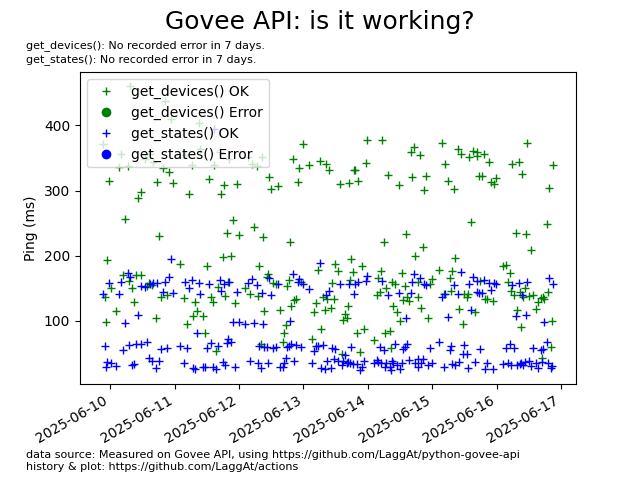 Govee API: is it working?
get_devices(): No recorded error in 7 days.
get_states(): No recorded error in 7 days.
get_devices() OK
get_devices() Error
get_states() OK
get_states() Error
Ping (ms)
400
300
200
100
2025-06-10
2025-06-11
2025-06-12
2025-06-13
2025-06-14
2025-06-15
2025-06-16
2025-06-17
data source: Measured on Govee API, using https://github.com/LaggAt/python-govee-api
history & plot: https://github.com/LaggAt/actions